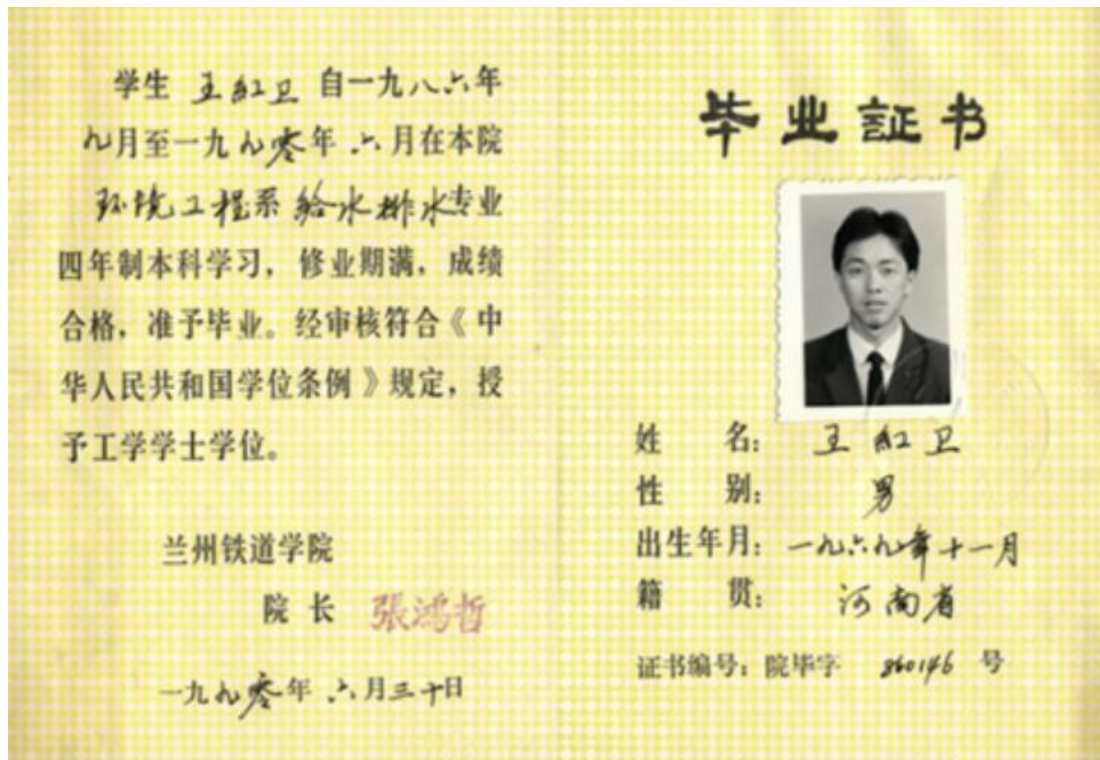 学生 王红卫 自一九八六年
九月至一九九零年 六月在本院
环境工程系 给水排水专业
四年制本科学习，修业期满，成绩
合格，准予毕业。经审核符合《中
华人民共和国学位条例》规定，授
予工学学士学位。
兰州铁道学院
院 长 張鸿哲
一九九零年 六月三十日
毕业证书
姓 名： 王红卫
性 别： 男
出生年月：一九六九年十一月
籍 贯： 河南省
证书编号：院毕字 860146 号